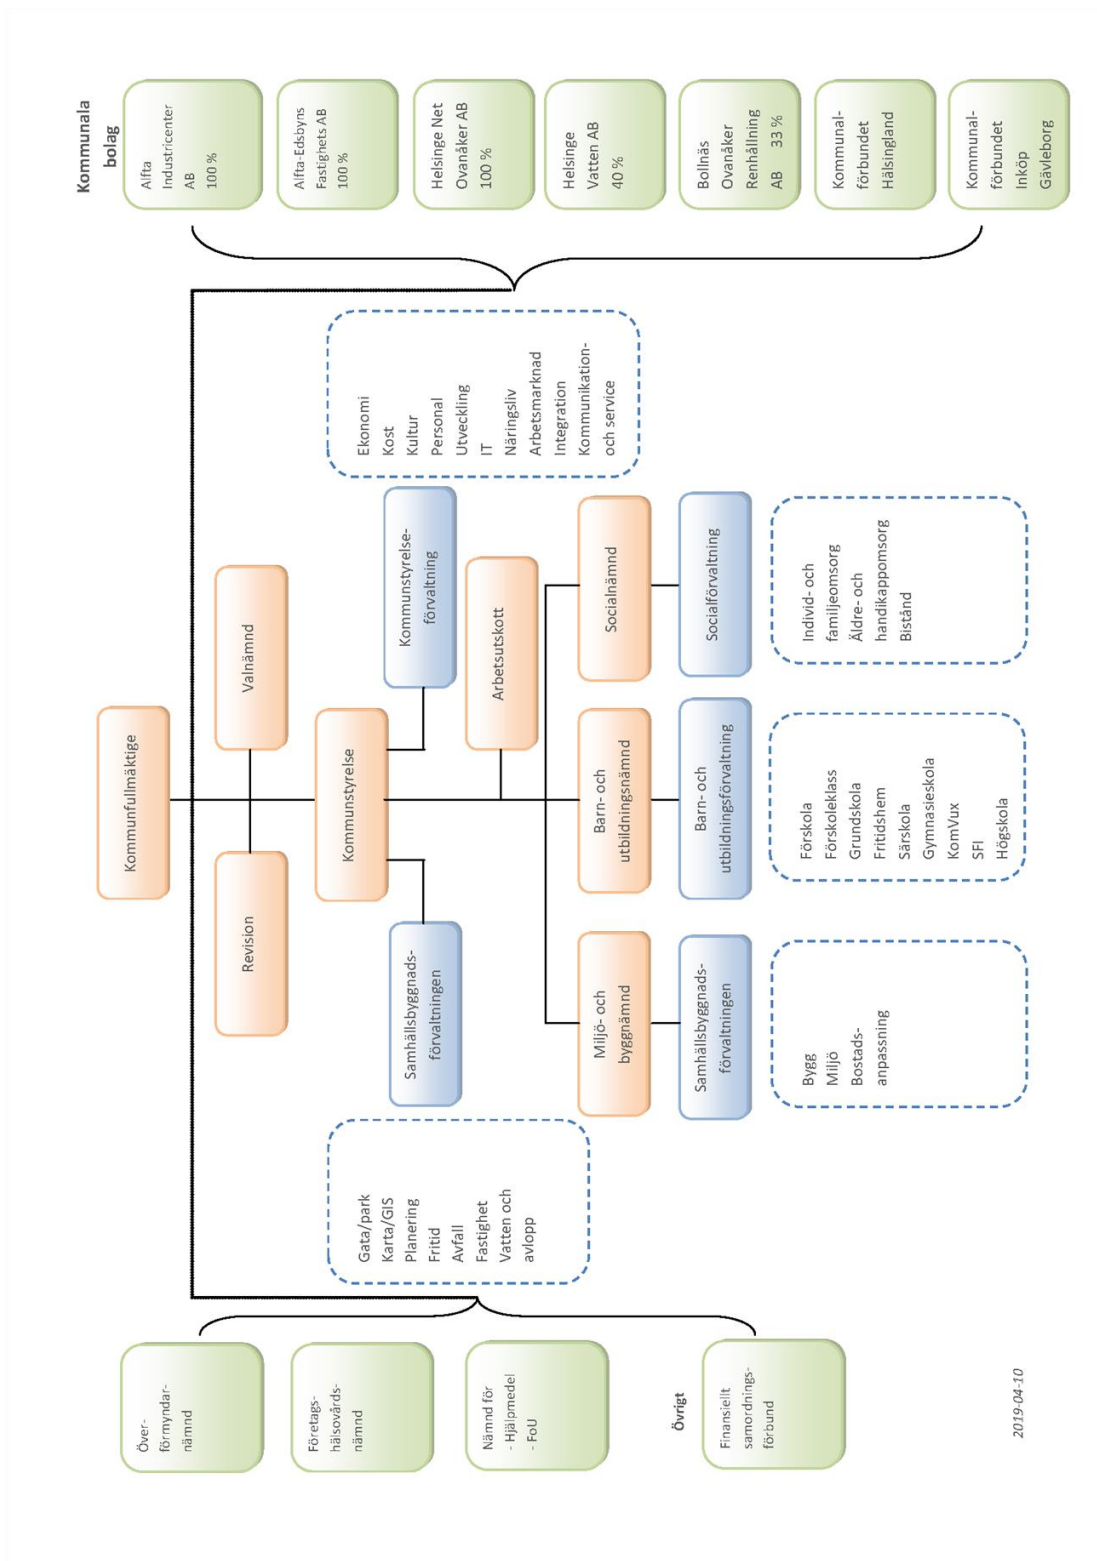 Kommunfullmäktige
Revision
Valnämnd
Kommunstyrelse
Samhällsbyggnads-
förvaltningen
Kommunstyrelse-
förvaltning
Arbetsutskott
Gata/park
Karta/GIS
Planering
Fritid
Avfall
Fastighet
Vatten och
avlopp
Ekonomi
Kost
Kultur
Personal
Utveckling
IT
Näringsliv
Arbetsmarknad
Integration
Kommunikation-
och service
Miljö- och
byggnämnd
Barn- och
utbildningsnämnd
Socialnämnd
Samhällsbyggnads-
förvaltningen
Barn- och
utbildningsförvaltning
Socialförvaltning
Bygg
Miljö
Bostads-
anpassning
Förskola
Förskoleklass
Grundskola
Fritidshem
Särskola
Gymnasieskola
KomVux
SFI
Högskola
Individ- och
familjeomsorg
Äldre- och
handikappomsorg
Bistånd
Över-
förmyndar-
nämnd
Företags-
hälsovårds-
nämnd
Nämnd för
- Hjälpmedel
- FoU
Övrigt
Finansiellt
samordnings-
förbund
Kommunala
bolag
Alfta
Industricenter
AB
100 %
Alfta-Edsbyns
Fastighets AB
100 %
Helsinge Net
Ovanåker AB
100 %
Helsinge
Vatten AB
40 %
Bollnäs
Ovanåker
Renhållning
AB 33 %
Kommunal-
förbundet
Hälsingland
Kommunal-
förbundet
Inköp
Gävleborg
2019-04-10